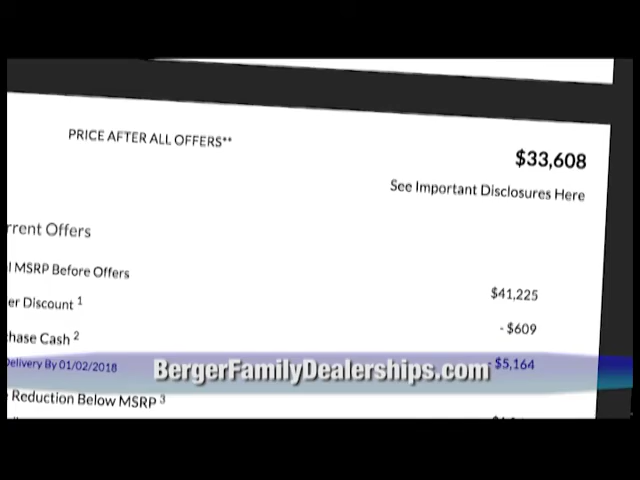 PRICE AFTER ALL OFFERS**
$33,608
See Important Disclosures Here
rrent Offers
l MSRP Before Offers
$41,225
er Discount 1
- $609
hase Cash 2
Delivery By 01/02/2018
- $5,164
BergerFamilyDealerships.com
Reduction Below MSRP 3